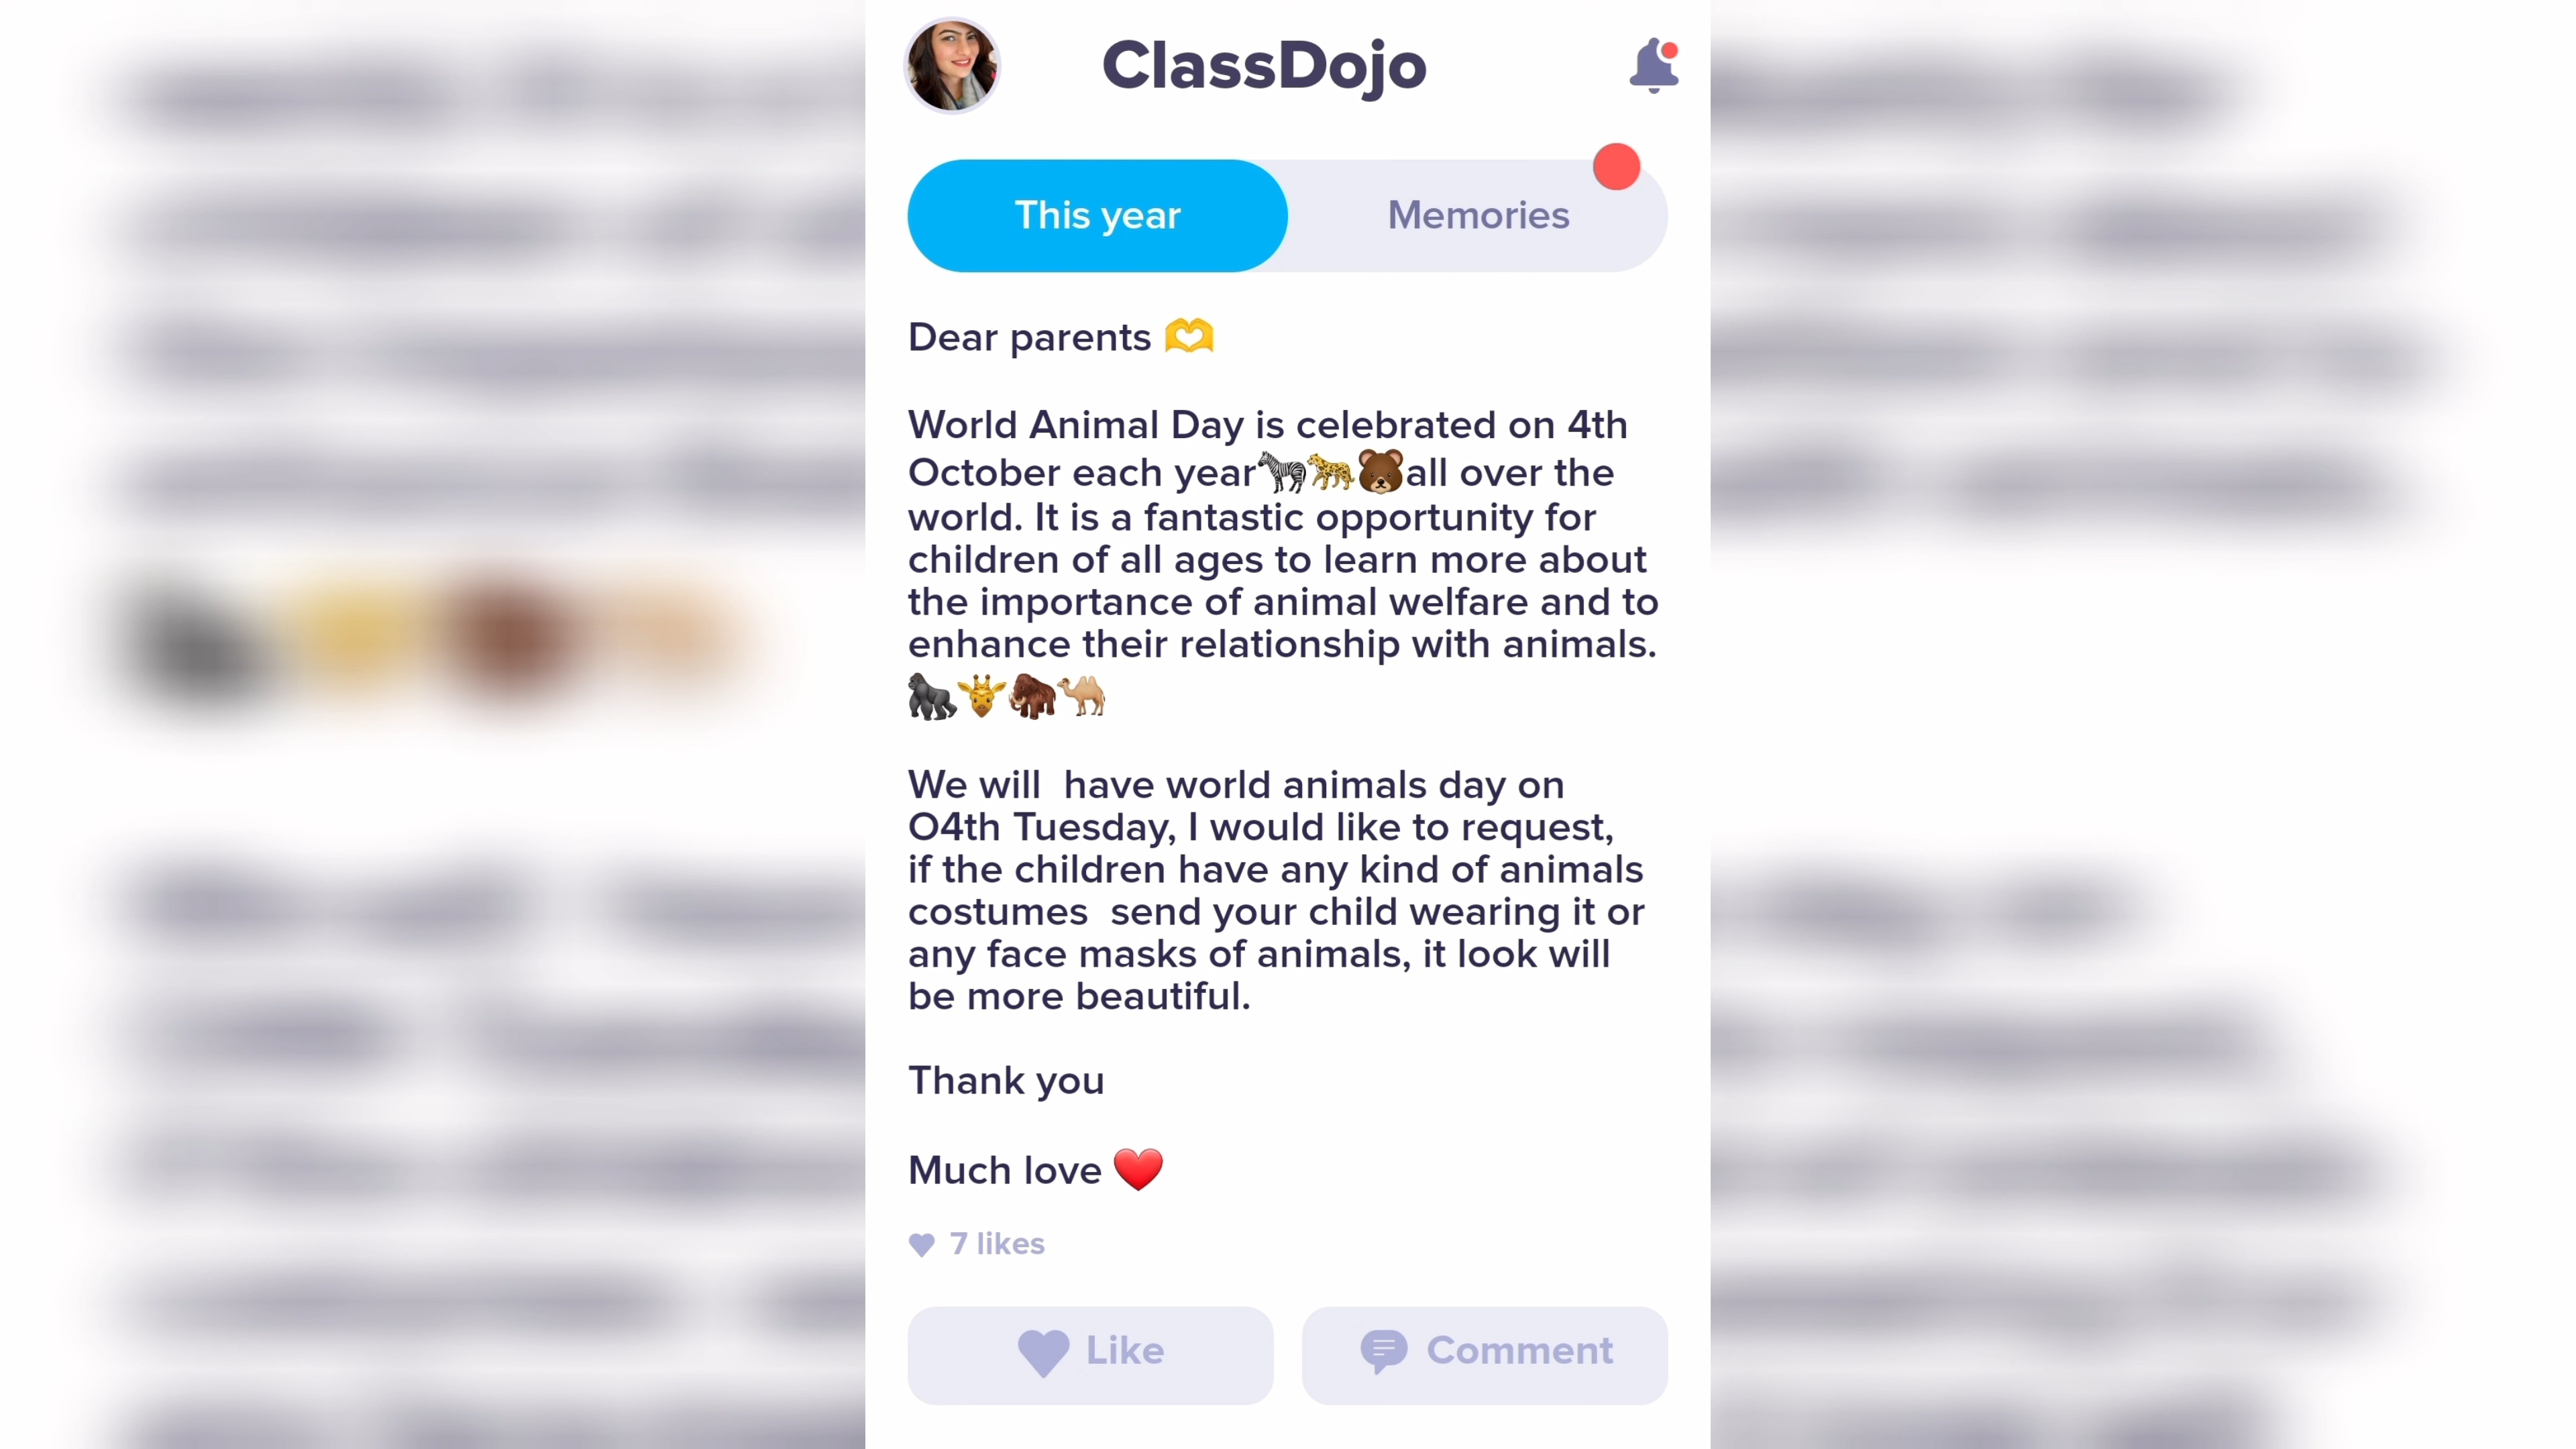 ClassDojo
This year
Memories
Dear parents 🫶
World Animal Day is celebrated on 4th
October each year🦓🐆🐻all over the
world. It is a fantastic opportunity for
children of all ages to learn more about
the importance of animal welfare and to
enhance their relationship with animals.
🦍🦒🦣🐫
We will  have world animals day on
O4th Tuesday, I would like to request,
if the children have any kind of animals
costumes  send your child wearing it or
any face masks of animals, it look will
be more beautiful.
Thank you
Much love ❤️
7 likes
Like
Comment